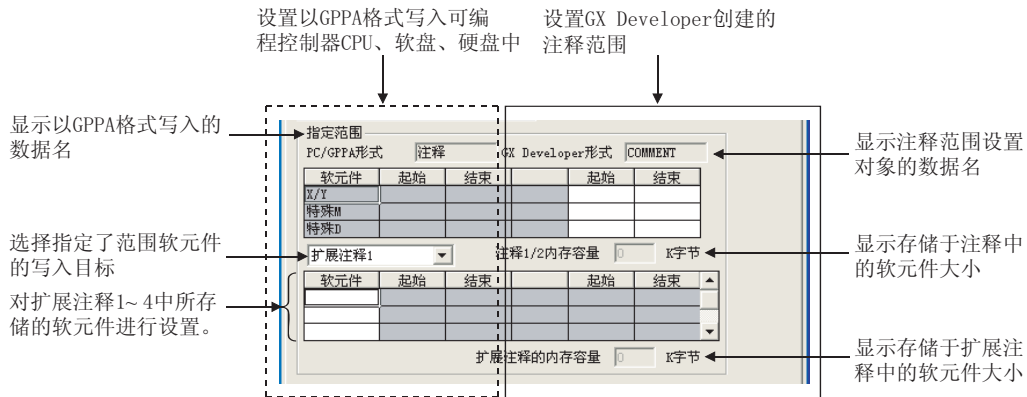 设置以GPPA格式写入可编
程控制器CPU、软盘、硬盘中
设置GX Developer创建的
注释范围
显示以GPPA格式写入的
数据名
指定范围
PC/GPPA形式 注释 GX Developer形式 COMMENT
显示注释范围设置
对象的数据名
软元件 起始 结束 起始 结束
X/Y
特殊M
特殊D
选择指定了范围软元件
的写入目标
扩展注释1 注释1/2内存容量 0 K字节
显示存储于注释中
的软元件大小
对扩展注释1~4中所存
储的软元件进行设置。
软元件 起始 结束 起始 结束
扩展注释的内存容量 0 K字节
显示存储于扩展注
释中的软元件大小